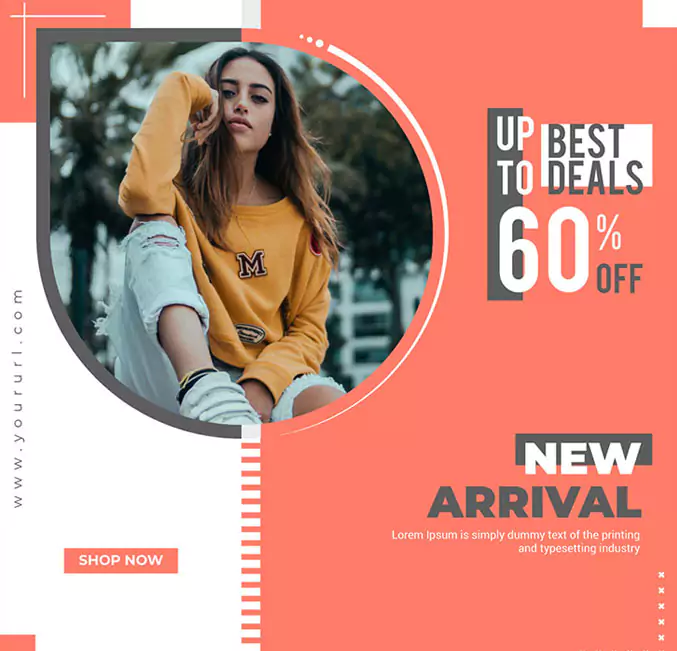 UP
TO
BEST
DEALS
60%
OFF
M
www.yoururl.com
NEW
ARRIVAL
Lorem Ipsum is simply dummy text of the printing
and typesetting industry
SHOP NOW